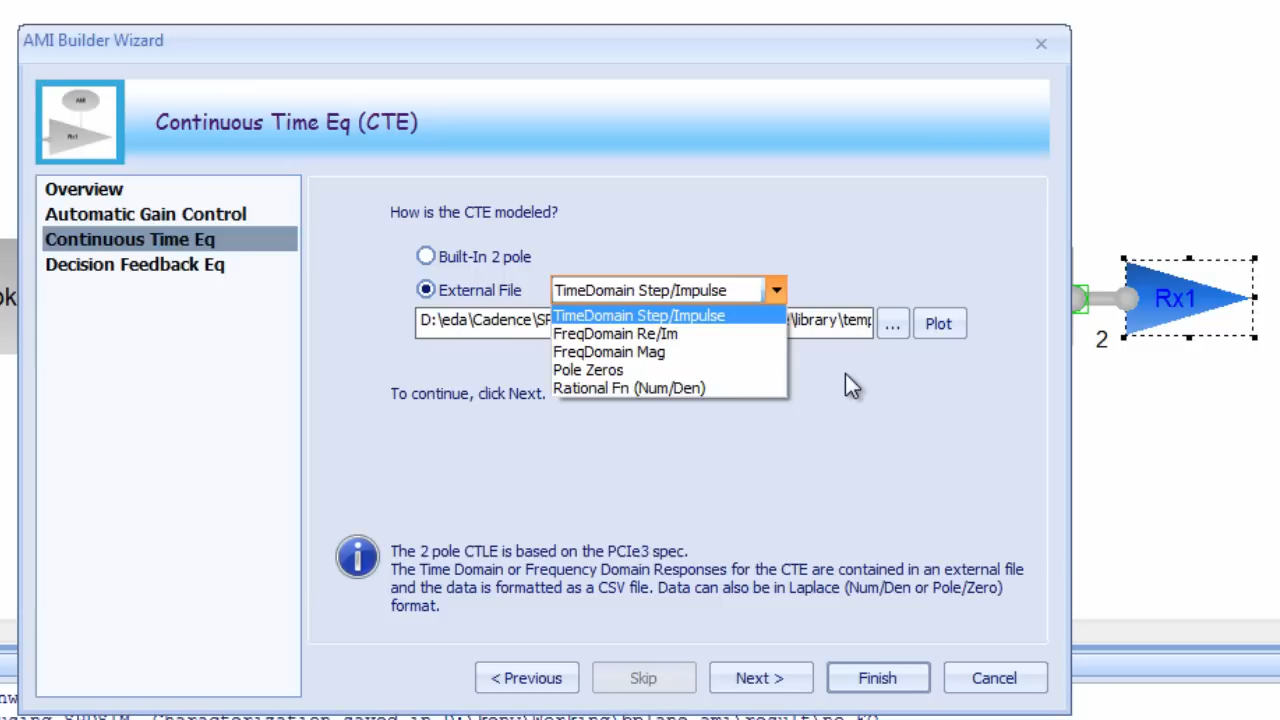 AMI Builder Wizard
AMI
Rx1
Continuous Time Eq (CTE)
Overview
Automatic Gain Control
Continuous Time Eq
Decision Feedback Eq
How is the CTE modeled?
Built-In 2 pole
External File
TimeDomain Step/Impulse
D:\eda\Cadence\SP
\library\temp
...
Plot
TimeDomain Step/Impulse
FreqDomain Re/Im
FreqDomain Mag
Pole Zeros
Rational Fn (Num/Den)
To continue, click Next.
The 2 pole CTLE is based on the PCIe3 spec.
The Time Domain or Frequency Domain Responses for the CTE are contained in an external file
and the data is formatted as a CSV file. Data can also be in Laplace (Num/Den or Pole/Zero)
format.
< Previous
Skip
Next >
Finish
Cancel
Rx1
2